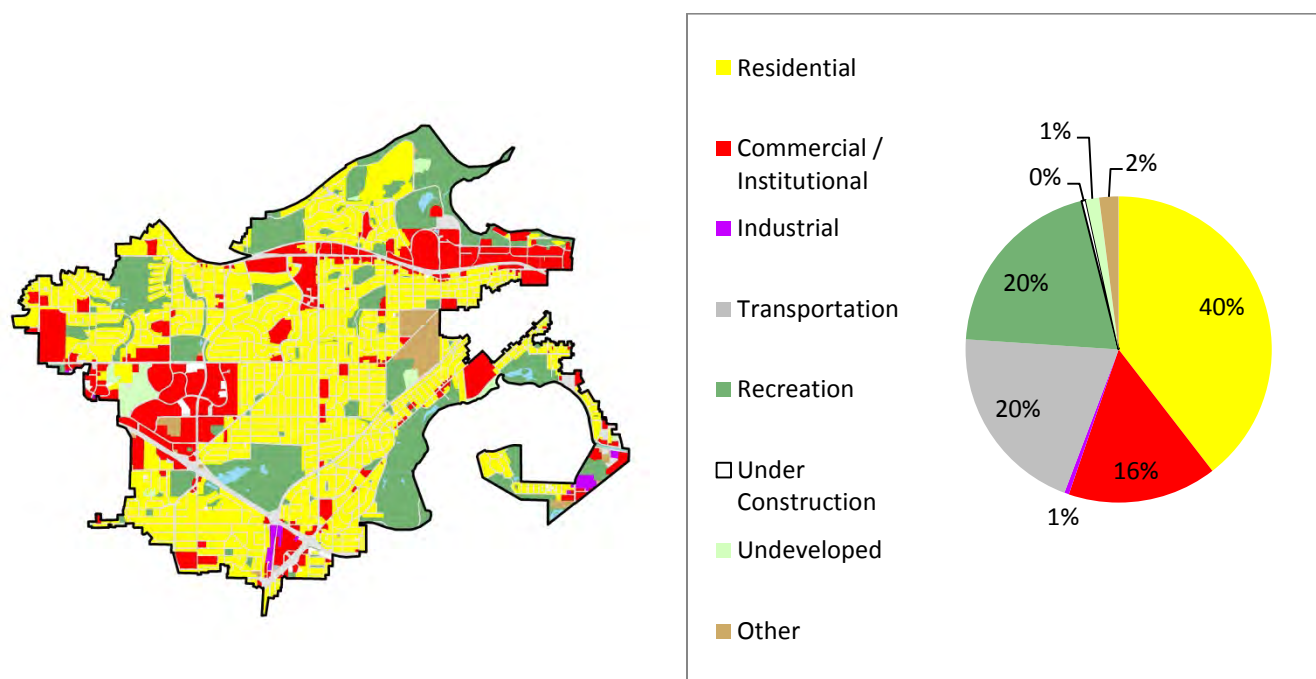 Residential
Commercial /
Institutional
Industrial
Transportation
Recreation
Under
Construction
Undeveloped
Other
1%
0%
2%
20%
40%
20%
16%
1%